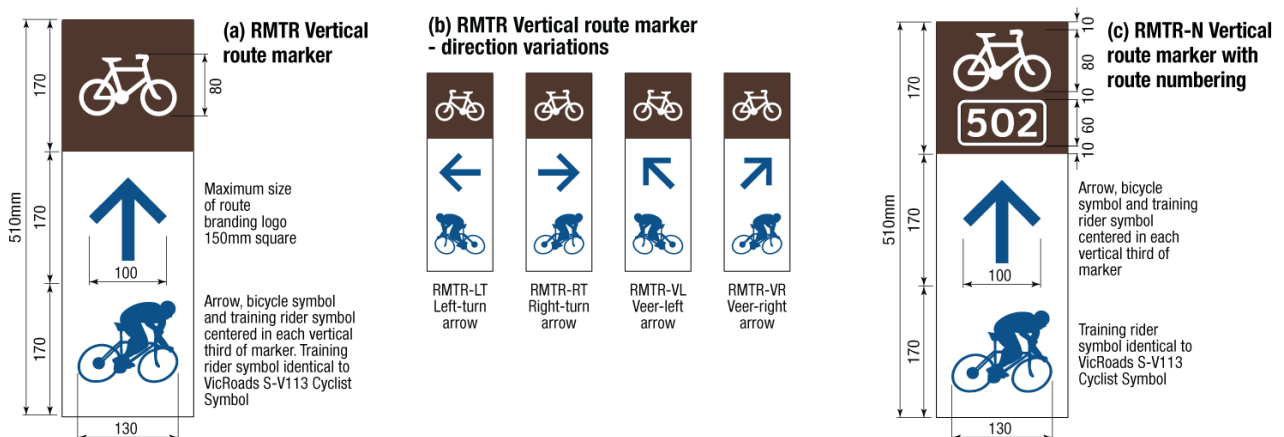 (a) RMTR Vertical
route marker
510mm
170
170
170
80
100
130
Maximum size
of route
branding logo
150mm square
Arrow, bicycle symbol
and training rider symbol
centered in each vertical
third of marker. Training
rider symbol identical to
VicRoads S-V113 Cyclist
Symbol
(b) RMTR Vertical route marker
- direction variations
RMTR-LT
Left-turn
arrow
RMTR-RT
Right-turn
arrow
RMTR-VL
Veer-left
arrow
RMTR-VR
Veer-right
arrow
(c) RMTR-N Vertical
route marker with
route numbering
510mm
170
170
170
10
80
10
60
10
502
100
130
Arrow, bicycle
symbol and training
rider symbol
centered in each
vertical third of
marker
Training rider
symbol identical to
VicRoads S-V113
Cyclist Symbol